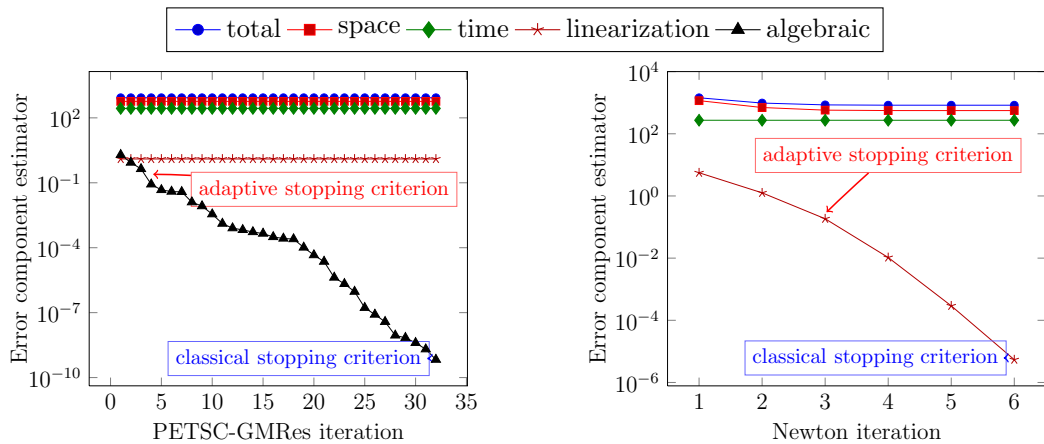 total space time linearization algebraic
10^2
10^−1
10^−4
10^−7
10^−10
0 5 10 15 20 25 30 35
PETSC-GMRes iteration
Error component estimator
adaptive stopping criterion
classical stopping criterion
10^4
10^2
10^0
10^−2
10^−4
10^−6
1 2 3 4 5 6
Newton iteration
Error component estimator
adaptive stopping criterion
classical stopping criterion